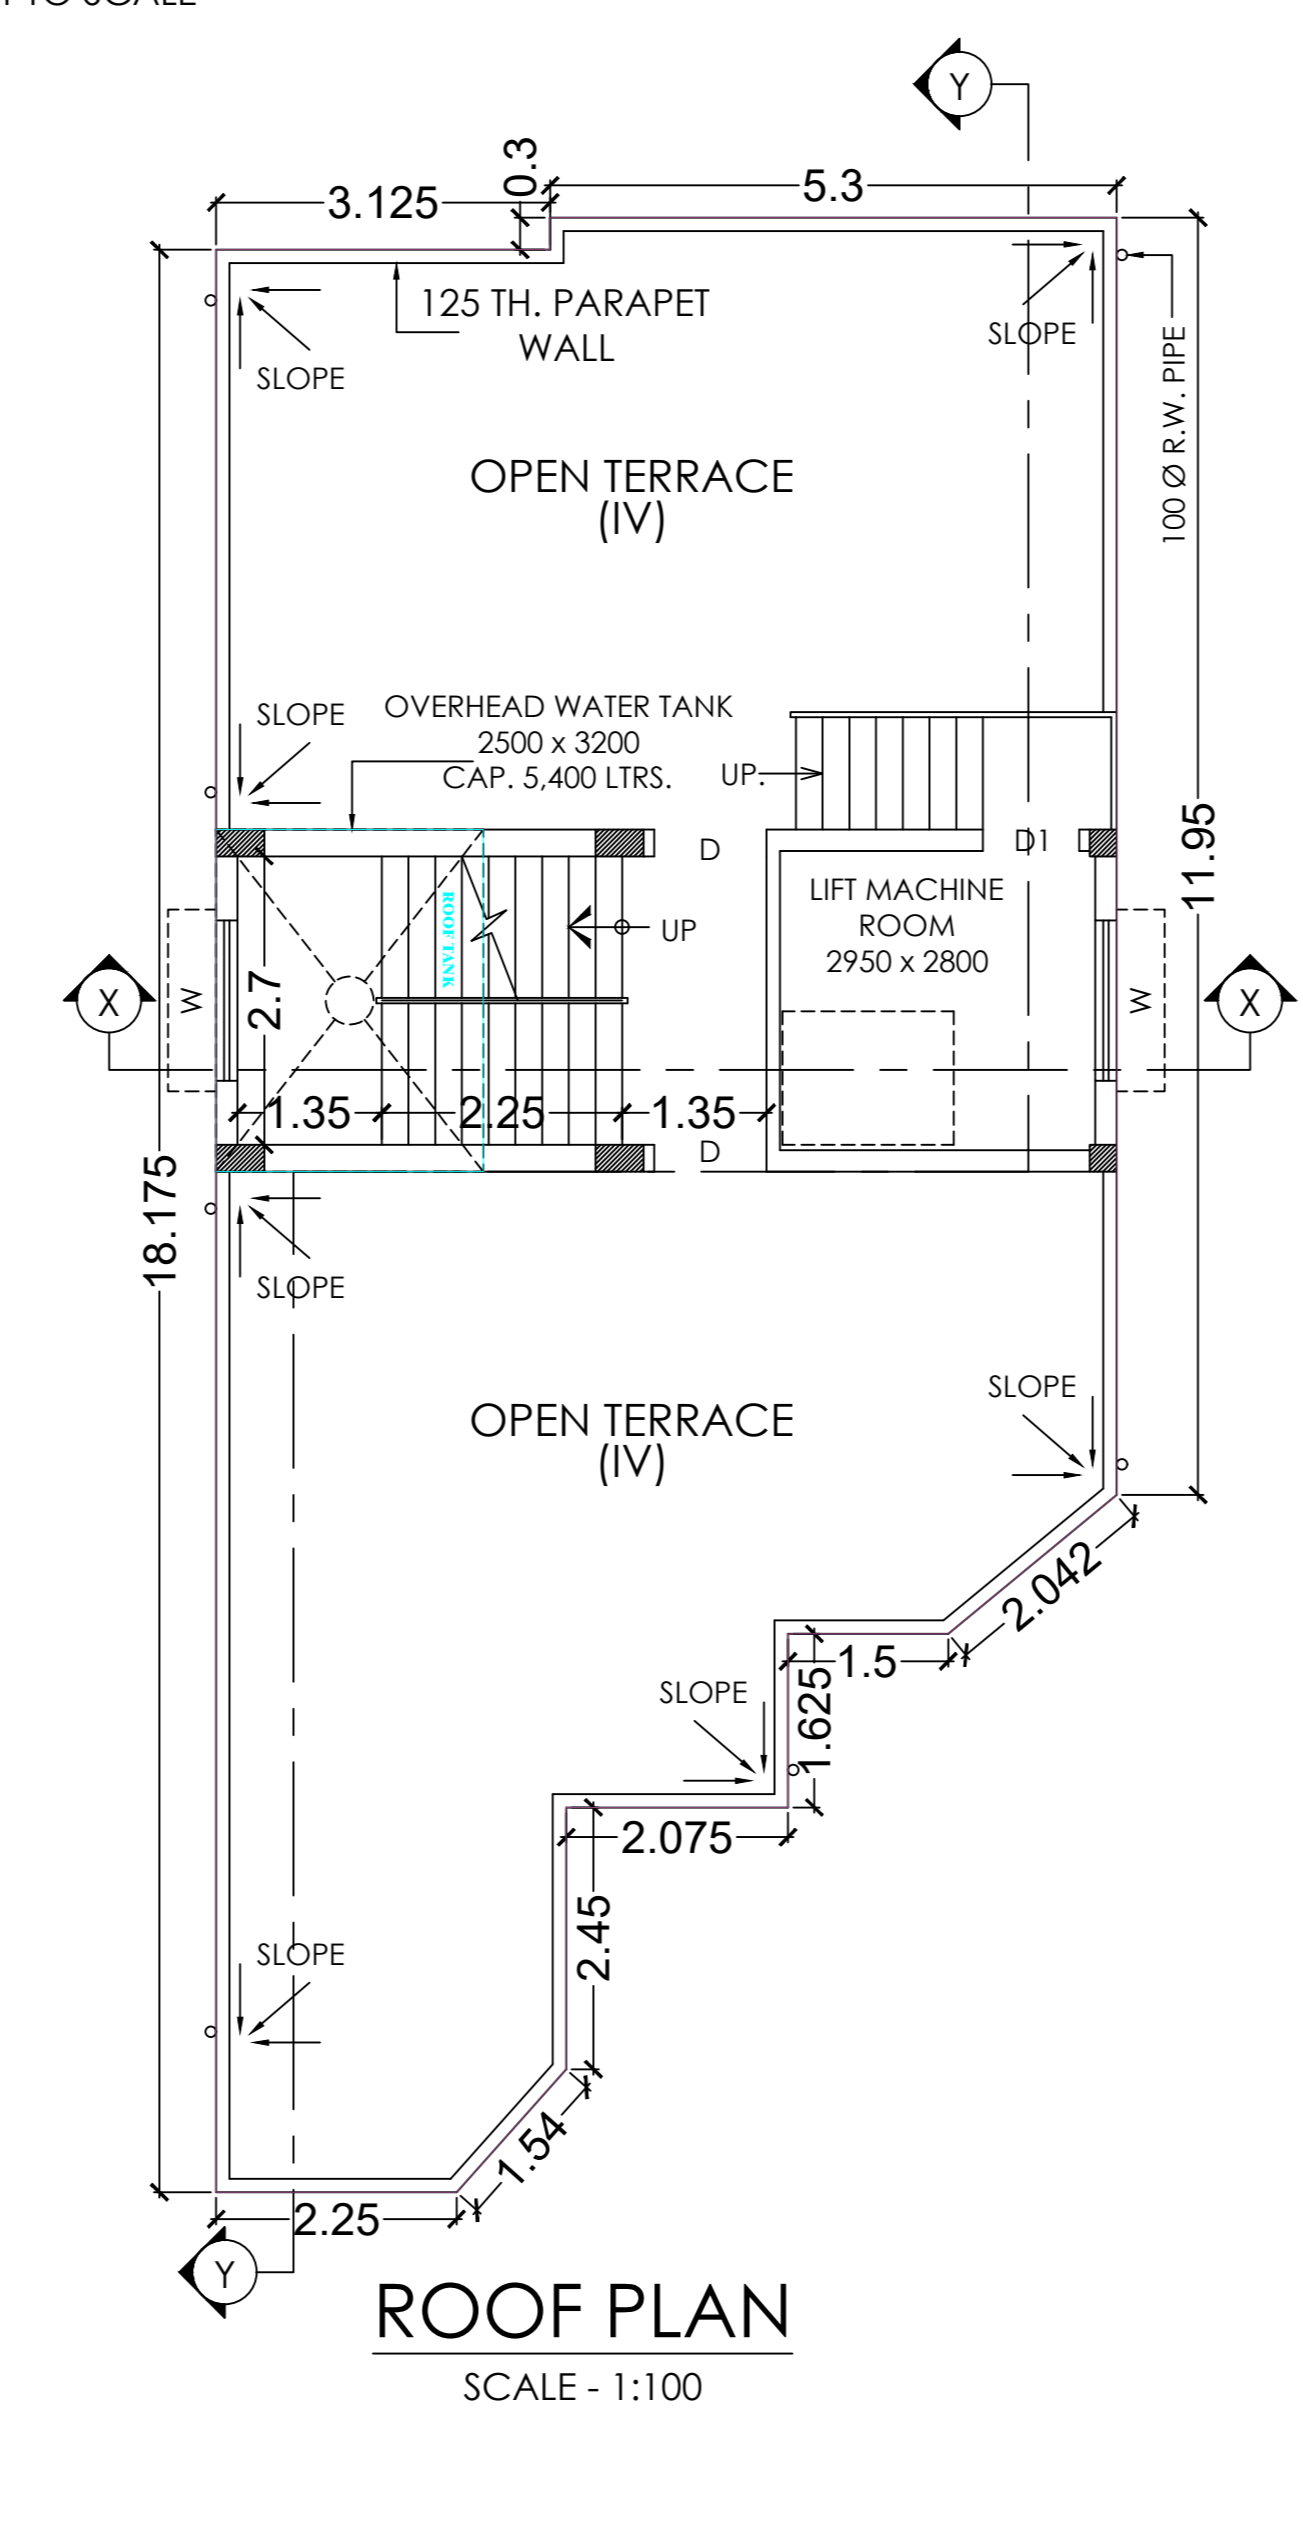 Y
0.3
3.125
5.3
125 TH. PARAPET
WALL
SLOPE
SLOPE
100 Ø R.W. PIPE
OPEN TERRACE
(IV)
SLOPE
OVERHEAD WATER TANK
2500 x 3200
CAP. 5,400 LTRS.
UP.
11.95
D
D1
LIFT MACHINE
ROOM
2950 x 2800
ROOF TANK
UP
X
W
2.7
W
X
1.35
2.25
1.35
D
18.175
SLOPE
OPEN TERRACE
(IV)
SLOPE
2.042
1.5
1.625
SLOPE
2.075
2.45
SLOPE
1.54
2.25
Y
ROOF PLAN
SCALE - 1:100